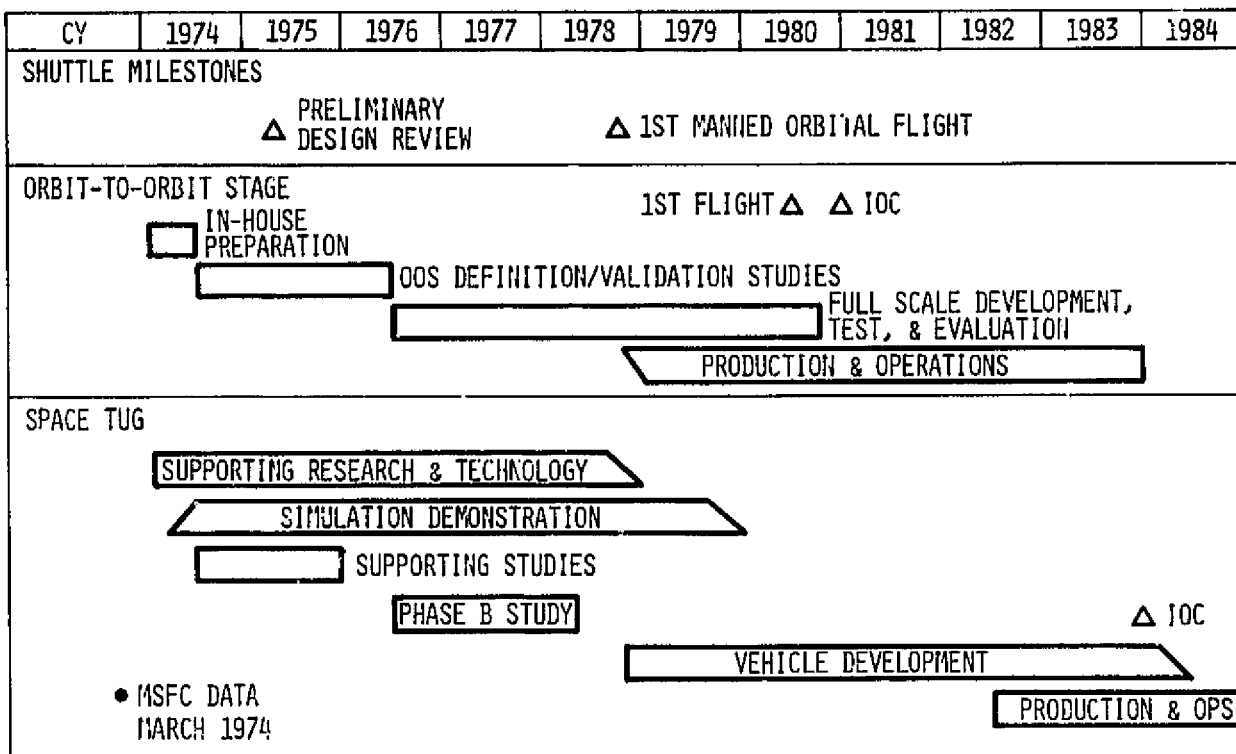 CY 1974 1975 1976 1977 1978 1979 1980 1981 1982 1983 1984
SHUTTLE MILESTONES
△ PRELIMINARY
DESIGN REVIEW
△ 1ST MANNED ORBITAL FLIGHT
ORBIT-TO-ORBIT STAGE
1ST FLIGHT △ △ IOC
IN-HOUSE
PREPARATION
OOS DEFINITION/VALIDATION STUDIES
FULL SCALE DEVELOPMENT,
TEST, & EVALUATION
PRODUCTION & OPERATIONS
SPACE TUG
SUPPORTING RESEARCH & TECHNOLOGY
SIMULATION DEMONSTRATION
SUPPORTING STUDIES
PHASE B STUDY
△ IOC
VEHICLE DEVELOPMENT
PRODUCTION & OPS
• MSFC DATA
MARCH 1974